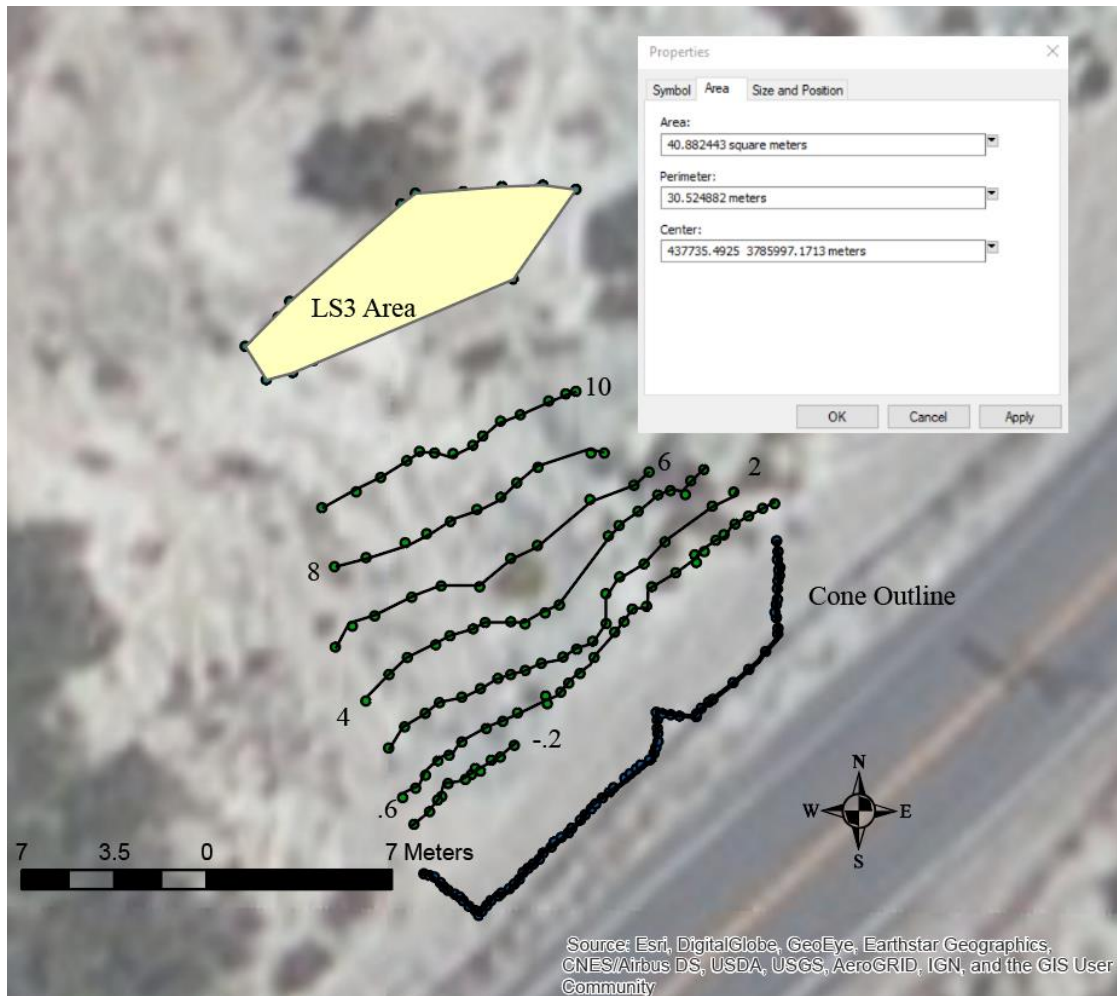 Properties
Symbol Area Size and Position
Area:
40.882443 square meters
Perimeter:
30.524882 meters
Center:
437735.4925 3785997.1713 meters
OK Cancel Apply
LS3 Area
10
6
2
8
Cone Outline
4
-.2
.6
N
W E
S
7 3.5 0 7 Meters
Source: Esri, DigitalGlobe, GeoEye, Earthstar Geographics,
CNES/Airbus DS, USDA, USGS, AeroGRID, IGN, and the GIS User
Community